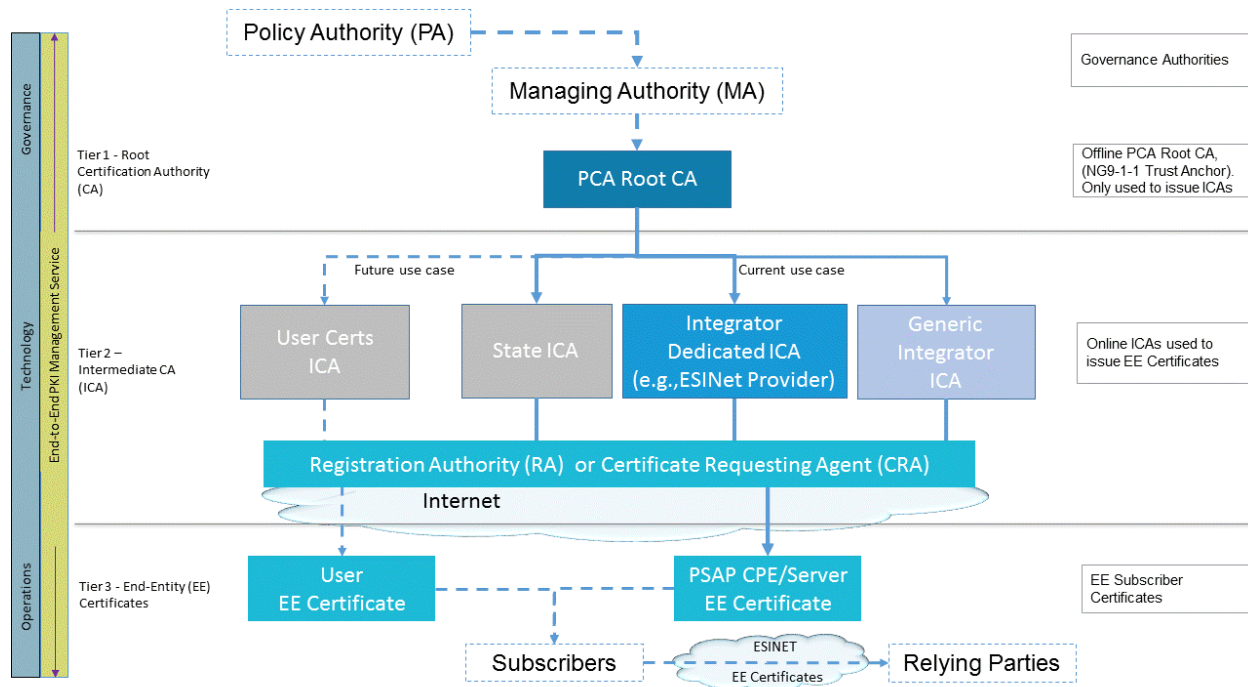 Policy Authority (PA)
Managing Authority (MA)
Governance Authorities
Governance
Tier 1 - Root
Certification Authority
(CA)
PCA Root CA
Offline PCA Root CA,
(NG9-1-1 Trust Anchor).
Only used to issue ICAs
Future use case
Current use case
Technology
End-to-End PKI Management Service
Tier 2 –
Intermediate CA
(ICA)
User Certs
ICA
State ICA
Integrator
Dedicated ICA
(e.g.,ESINet Provider)
Generic
Integrator
ICA
Online ICAs used to
issue EE Certificates
Registration Authority (RA) or Certificate Requesting Agent (CRA)
Internet
Operations
Tier 3 - End-Entity (EE)
Certificates
User
EE Certificate
PSAP CPE/Server
EE Certificate
EE Subscriber
Certificates
Subscribers
ESINET
EE Certificates
Relying Parties